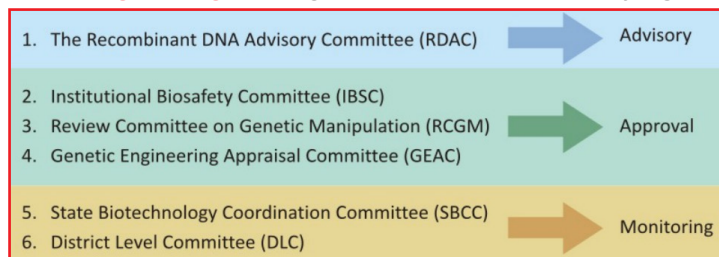 1. The Recombinant DNA Advisory Committee (RDAC)
Advisory
2. Institutional Biosafety Committee (IBSC)
3. Review Committee on Genetic Manipulation (RCGM)
4. Genetic Engineering Appraisal Committee (GEAC)
Approval
5. State Biotechnology Coordination Committee (SBCC)
6. District Level Committee (DLC)
Monitoring